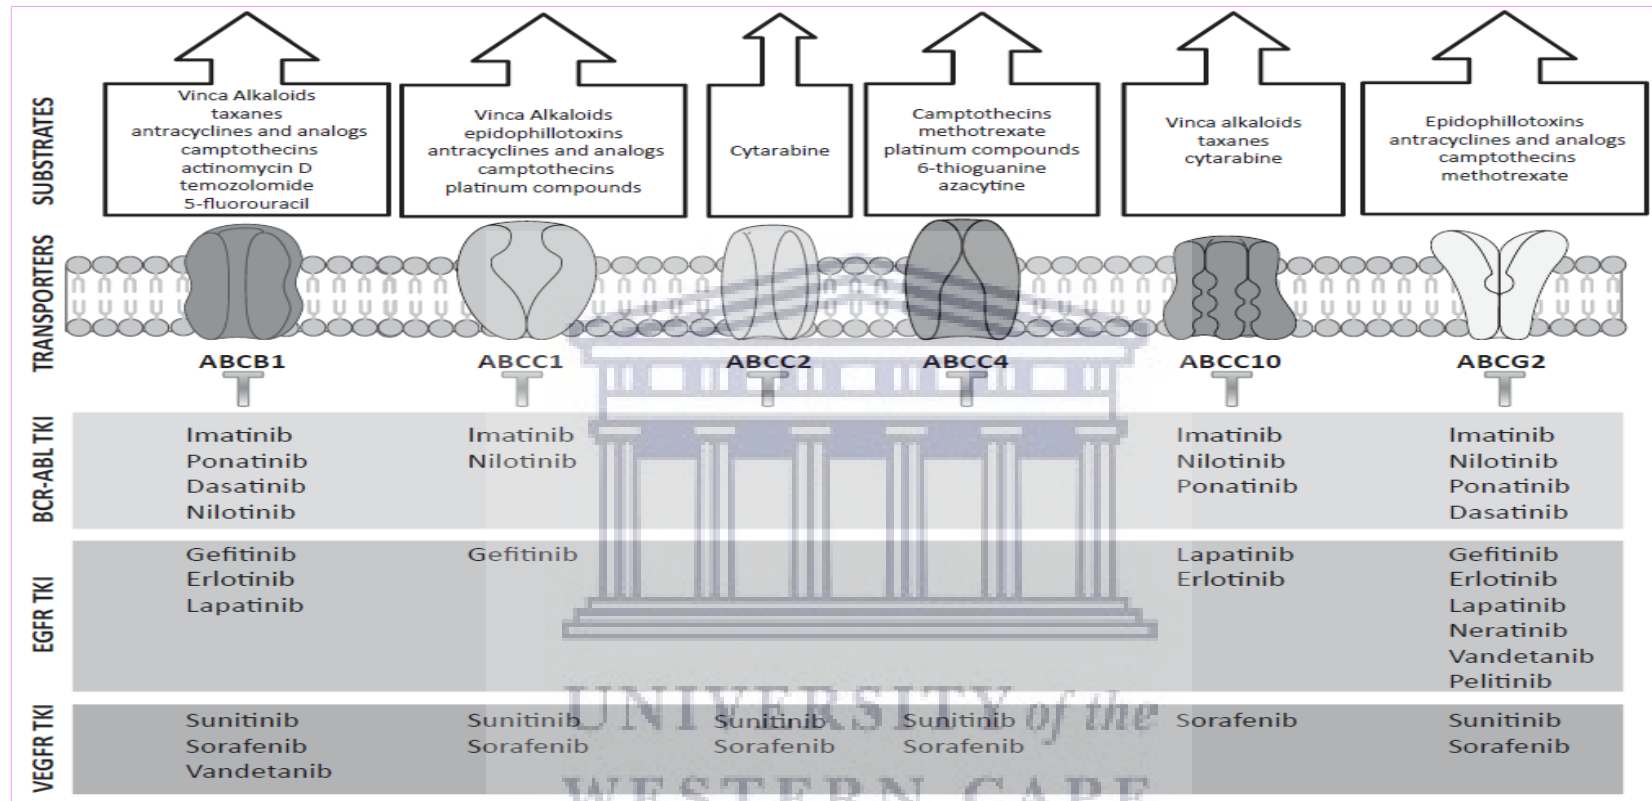 SUBSTRATES
Vinca Alkaloids
taxanes
antracyclines and analogs
camptothecins
actinomycin D
temozolomide
5-fluorouracil
Vinca Alkaloids
epidophillotoxins
antracyclines and analogs
camptothecins
platinum compounds
Cytarabine
Camptothecins
methotrexate
platinum compounds
6-thioguanine
azacytine
Vinca alkaloids
taxanes
cytarabine
Epidophillotoxins
antracyclines and analogs
camptothecins
methotrexate
TRANSPORTERS
ABCB1
ABCC1
ABCC2
ABCC4
ABCC10
ABCG2
BCR-ABL TKI
Imatinib
Ponatinib
Dasatinib
Nilotinib
Imatinib
Nilotinib
Imatinib
Nilotinib
Ponatinib
Imatinib
Nilotinib
Ponatinib
Dasatinib
EGFR TKI
Gefitinib
Erlotinib
Lapatinib
Gefitinib
Lapatinib
Erlotinib
Gefitinib
Erlotinib
Lapatinib
Neratinib
Vandetanib
Pelitinib
VEGFR TKI
Sunitinib
Sorafenib
Vandetanib
Sunitinib
Sorafenib
Sunitinib
Sorafenib
Sunitinib
Sorafenib
Sorafenib
Sunitinib
Sorafenib
UNIVERSITY of the
WESTERN CAPE